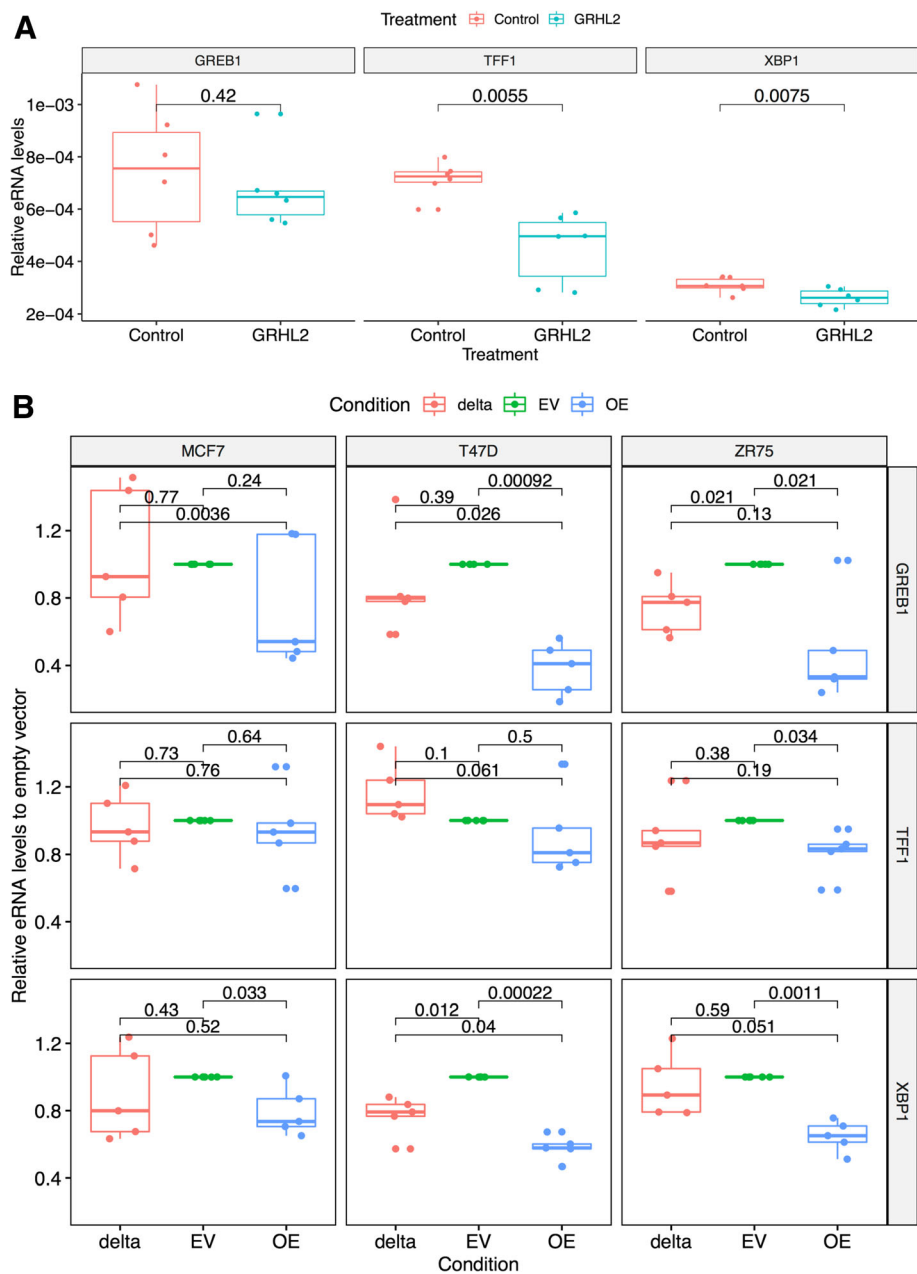 A
Treatment Control GRHL2
GREB1 TFF1 XBP1
Relative eRNA levels
1e−03
8e−04
6e−04
4e−04
2e−04
0.42 0.0055 0.0075
Control GRHL2 Control GRHL2 Control GRHL2
Treatment
B
Condition delta EV OE
MCF7 T47D ZR75
Relative eRNA levels to empty vector
GREB1
1.2
0.8
0.4
0.24 0.00092 0.021
0.77 0.39 0.021
0.0036 0.026 0.13
TFF1
1.2
0.8
0.4
0.64 0.5 0.034
0.73 0.1 0.38
0.76 0.061 0.19
XBP1
1.2
0.8
0.4
0.033 0.00022 0.0011
0.43 0.012 0.59
0.52 0.04 0.051
delta EV OE delta EV OE delta EV OE
Condition